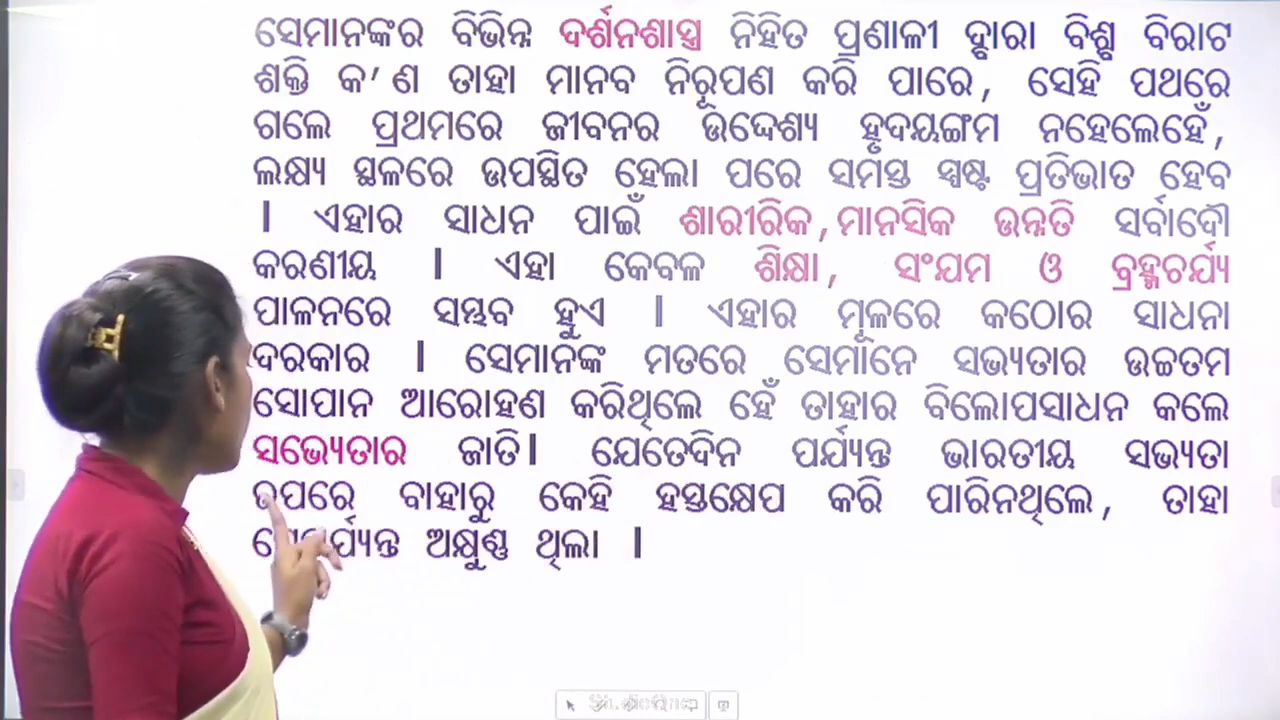 ସେମାନଙ୍କର ବିଭିନ୍ନ ଦର୍ଶନଶାସ୍ତ୍ର ନିହିତ ପ୍ରଣାଳୀ ଦ୍ଵାରା ବିଶ୍ଵ ବିରାଟ
ଶକ୍ତି କ’ଣ ତାହା ମାନବ ନିରୂପଣ କରି ପାରେ, ସେହି ପଥରେ
ଗଲେ ପ୍ରଥମରେ ଜୀବନର ଉଦ୍ଦେଶ୍ୟ ହୃଦୟଙ୍ଗମ ନହେଲେହେଁ,
ଲକ୍ଷ୍ୟ ସ୍ଥଳରେ ଉପସ୍ଥିତ ହେଲା ପରେ ସମସ୍ତ ସ୍ପଷ୍ଟ ପ୍ରତିଭାତ ହେବ
। ଏହାର ସାଧନ ପାଇଁ ଶାରୀରିକ,ମାନସିକ ଉନ୍ନତି ସର୍ବାଦୌ
କରଣୀୟ । ଏହା କେବଳ ଶିକ୍ଷା, ସଂଯମ ଓ ବ୍ରହ୍ମଚର୍ଯ୍ୟ
ପାଳନରେ ସମ୍ଭବ ହୁଏ । ଏହାର ମୂଳରେ କଠୋର ସାଧନା
ଦରକାର । ସେମାନଙ୍କ ମତରେ ସେମାନେ ସଭ୍ୟତାର ଉଚ୍ଚତମ
ସୋପାନ ଆରୋହଣ କରିଥିଲେ ହେଁ ତାହାର ବିଲୋପସାଧନ କଲେ
ସଭ୍ୟେତାର ଜାତି। ଯେତେଦିନ ପର୍ଯ୍ୟନ୍ତ ଭାରତୀୟ ସଭ୍ୟତା
ଉପରେ ବାହାରୁ କେହି ହସ୍ତକ୍ଷେପ କରି ପାରିନଥିଲେ, ତାହା
ଅକ୍ଷୁଣ୍ଣ ଥିଲା ।